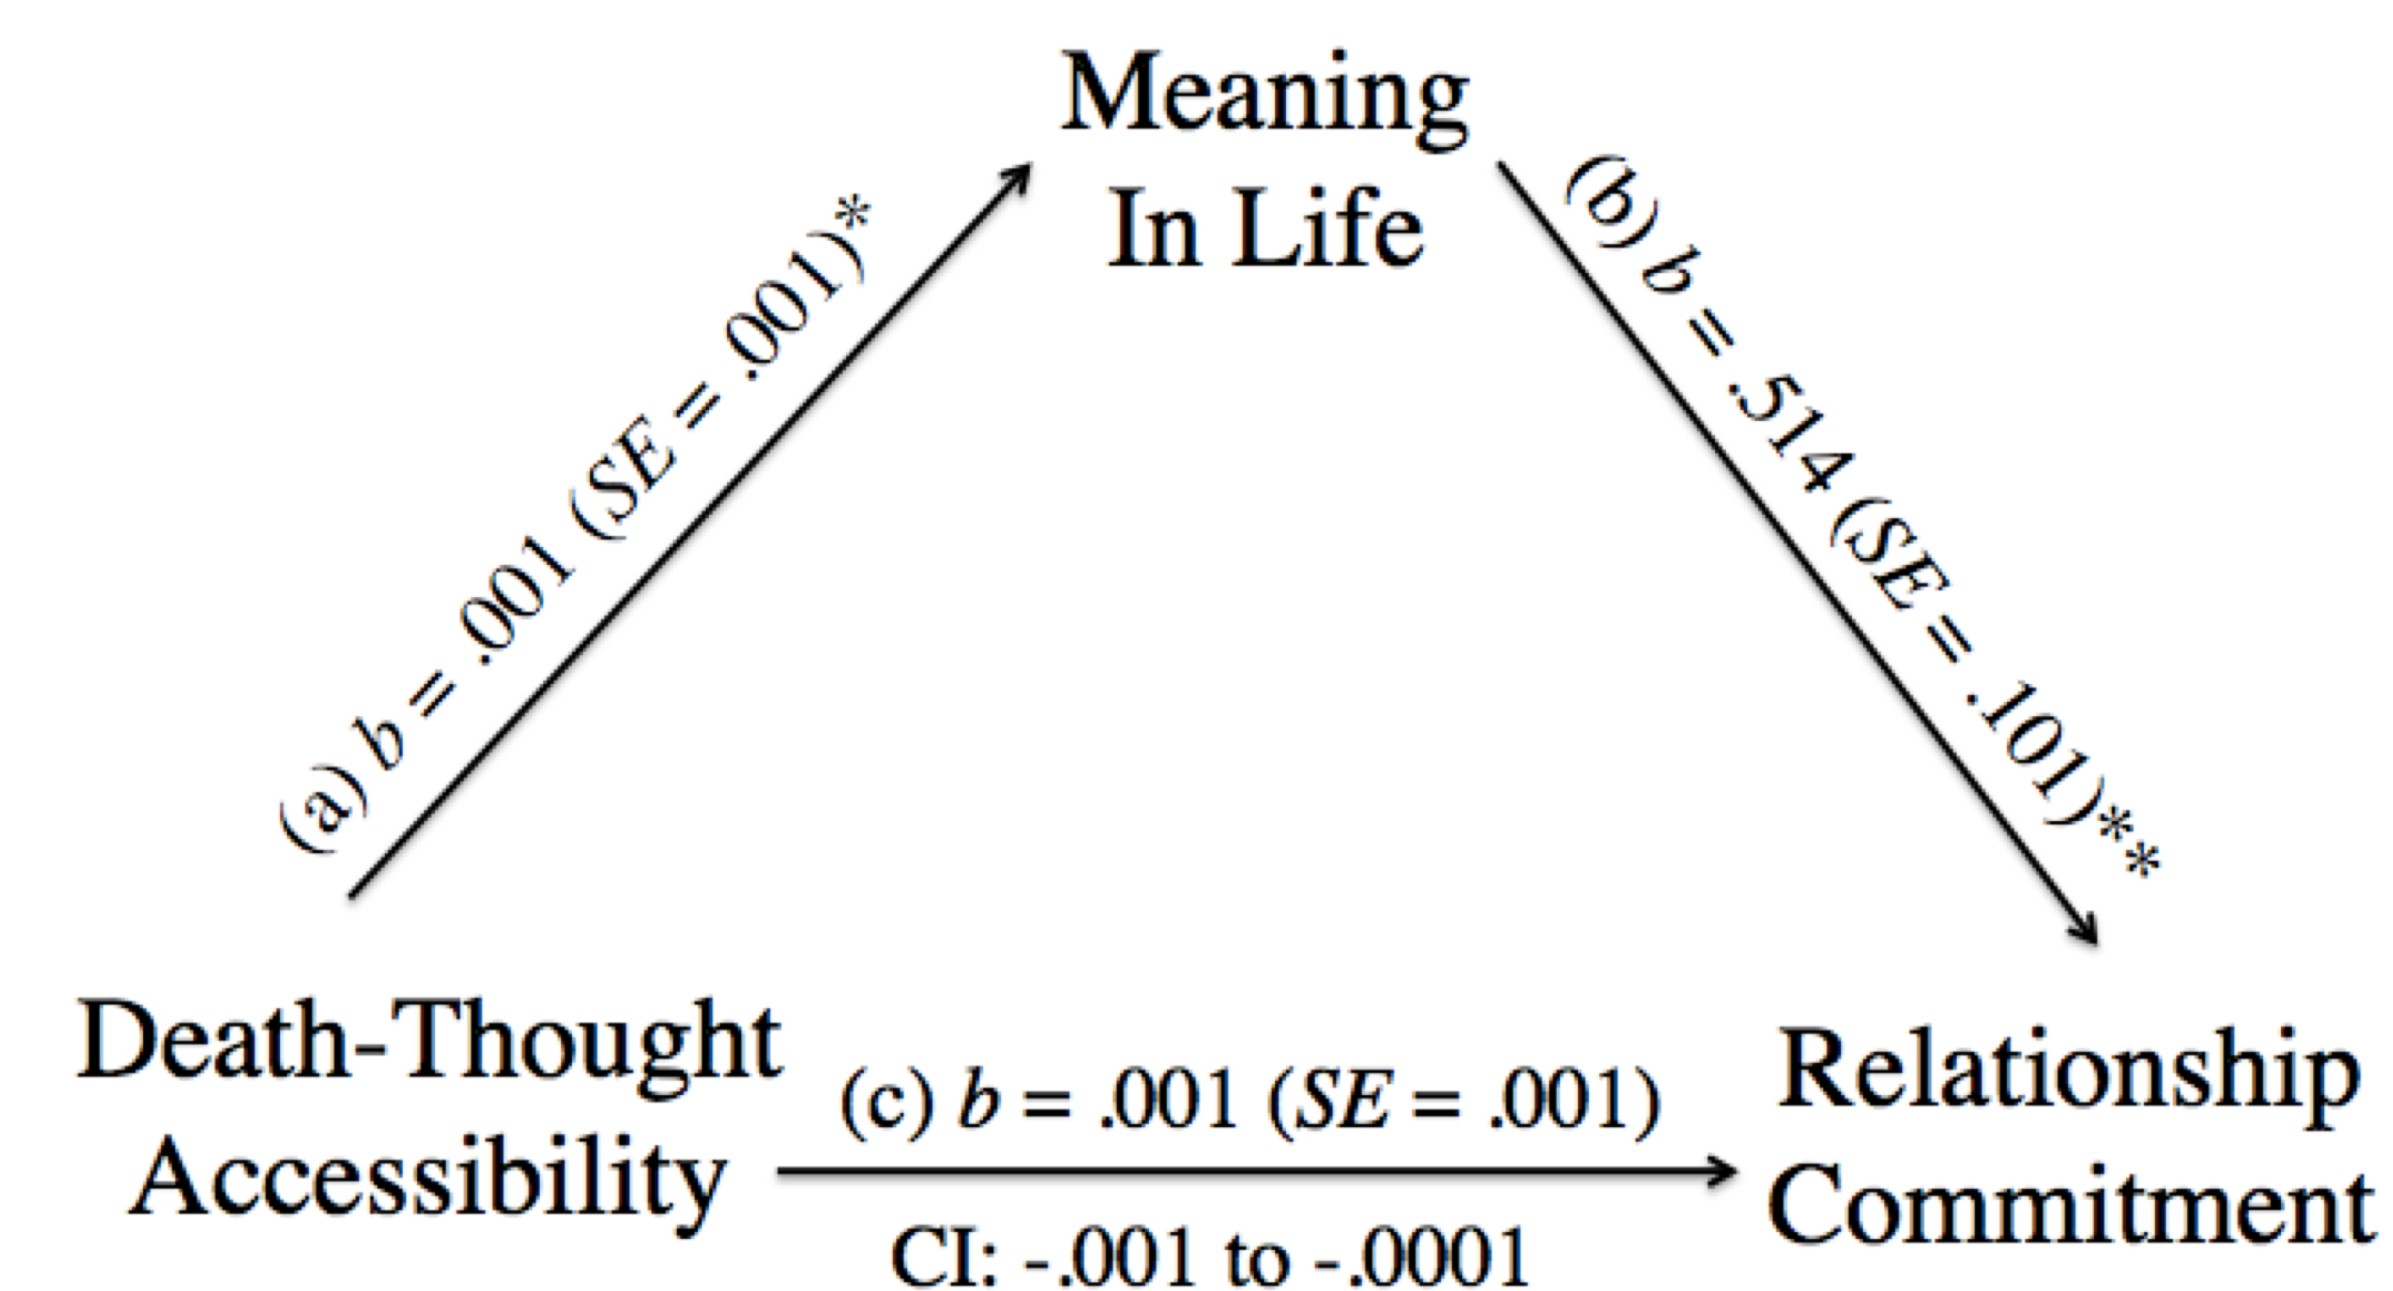 Meaning
In Life
(a) b = .001 (SE = .001)*
(b) b = .514 (SE = .101)**
Death-Thought
Accessibility
(c) b = .001 (SE = .001)
CI: -.001 to -.0001
Relationship
Commitment